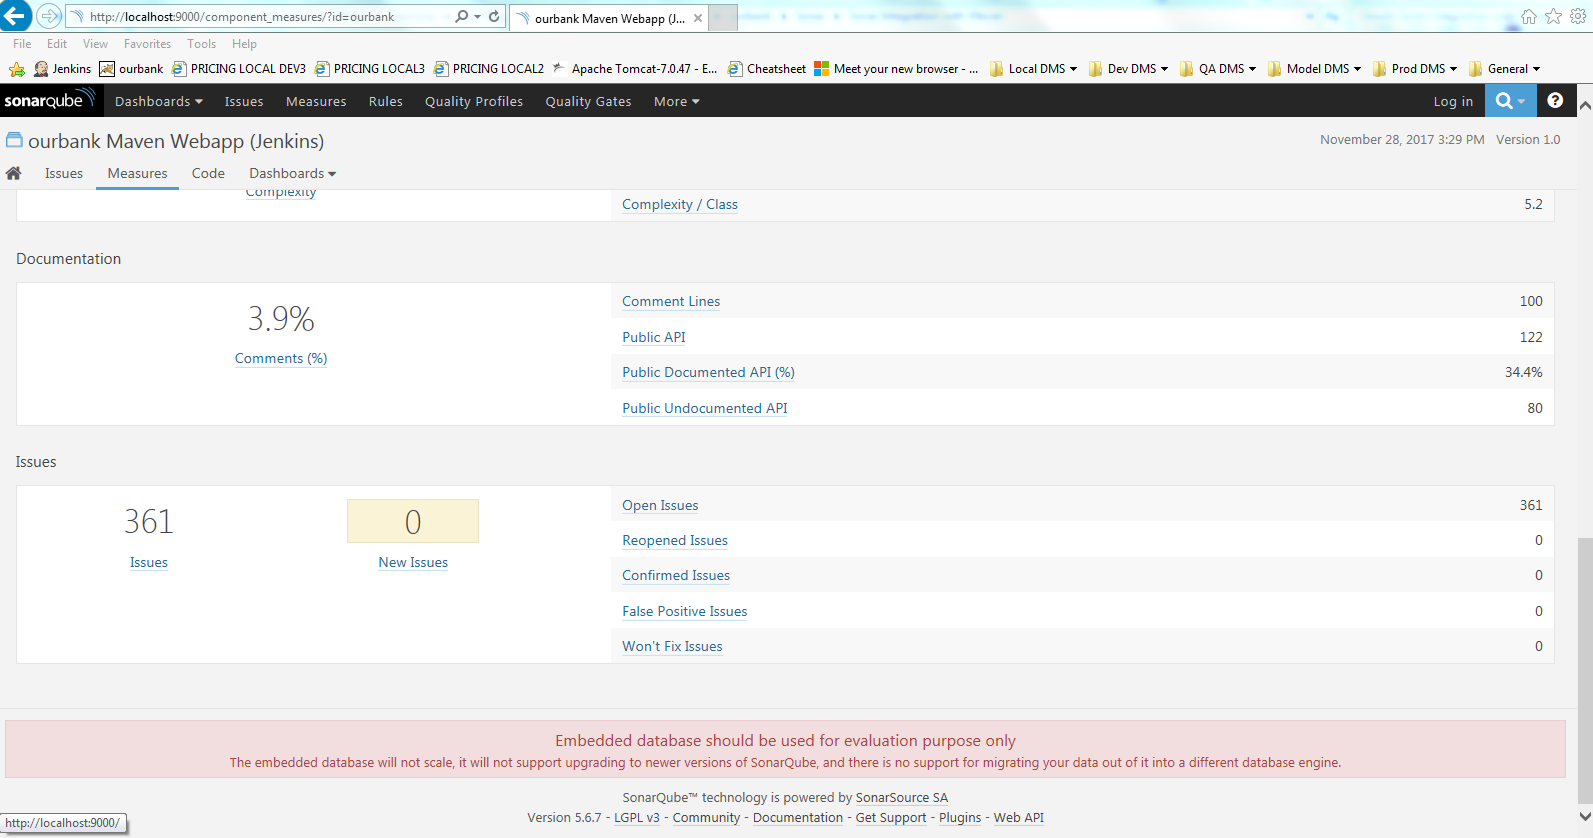 http://localhost:9000/component_measures/?id=ourbank
ourbank Maven Webapp (J...
File Edit View Favorites Tools Help
Jenkins ourbank PRICING LOCAL DEV3 PRICING LOCAL3 PRICING LOCAL2 Apache Tomcat-7.0.47 - E... Cheatsheet Meet your new browser - ... Local DMS Dev DMS QA DMS Model DMS Prod DMS General
sonarqube Dashboards Issues Measures Rules Quality Profiles Quality Gates More Log in
ourbank Maven Webapp (Jenkins) November 28, 2017 3:29 PM Version 1.0
Issues Measures Code Dashboards
Complexity
Complexity / Class 5.2
Documentation
3.9%
Comments (%)
Comment Lines 100
Public API 122
Public Documented API (%) 34.4%
Public Undocumented API 80
Issues
361 0
Issues New Issues
Open Issues 361
Reopened Issues 0
Confirmed Issues 0
False Positive Issues 0
Won't Fix Issues 0
Embedded database should be used for evaluation purpose only
The embedded database will not scale, it will not support upgrading to newer versions of SonarQube, and there is no support for migrating your data out of it into a different database engine.
SonarQube™ technology is powered by SonarSource SA
Version 5.6.7 - LGPL v3 - Community - Documentation - Get Support - Plugins - Web API
http://localhost:9000/